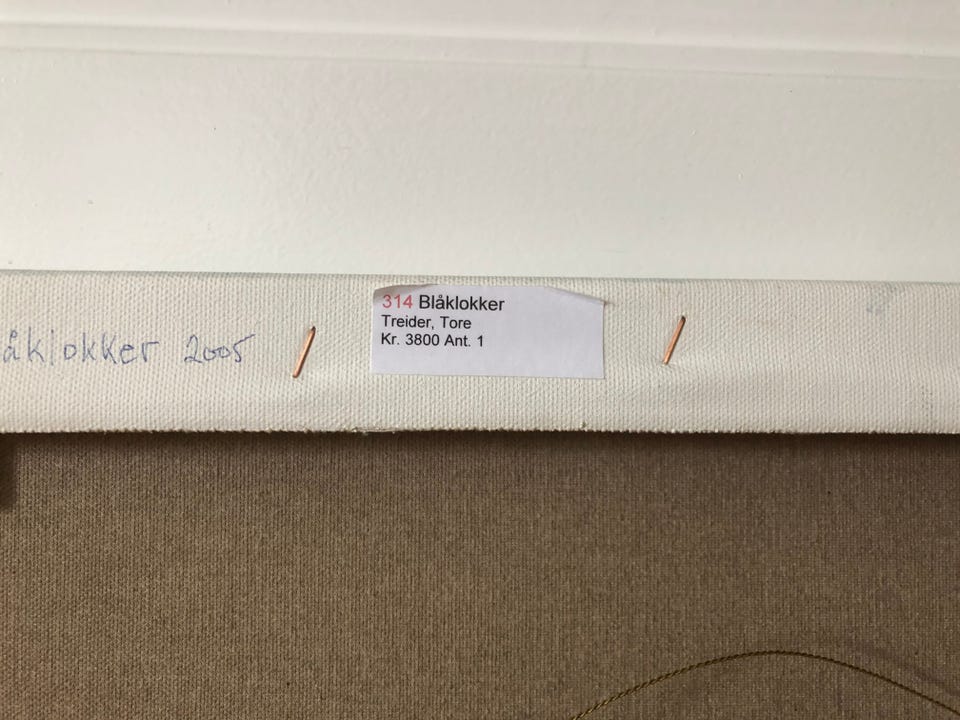 åklokker 2005
314 Blåklokker
Treider, Tore
Kr. 3800 Ant. 1